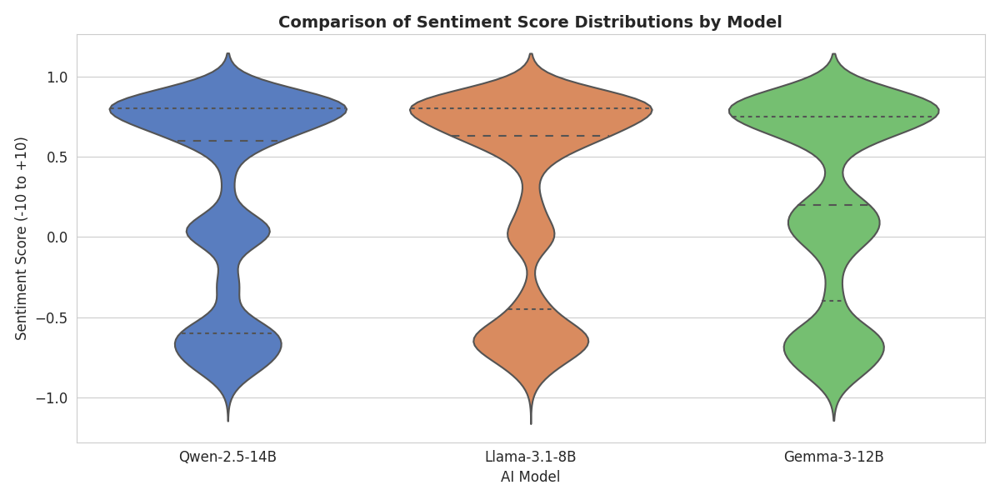 Comparison of Sentiment Score Distributions by Model
Sentiment Score (-10 to +10)
1.0
0.5
0.0
−0.5
−1.0
Qwen-2.5-14B
Llama-3.1-8B
Gemma-3-12B
AI Model